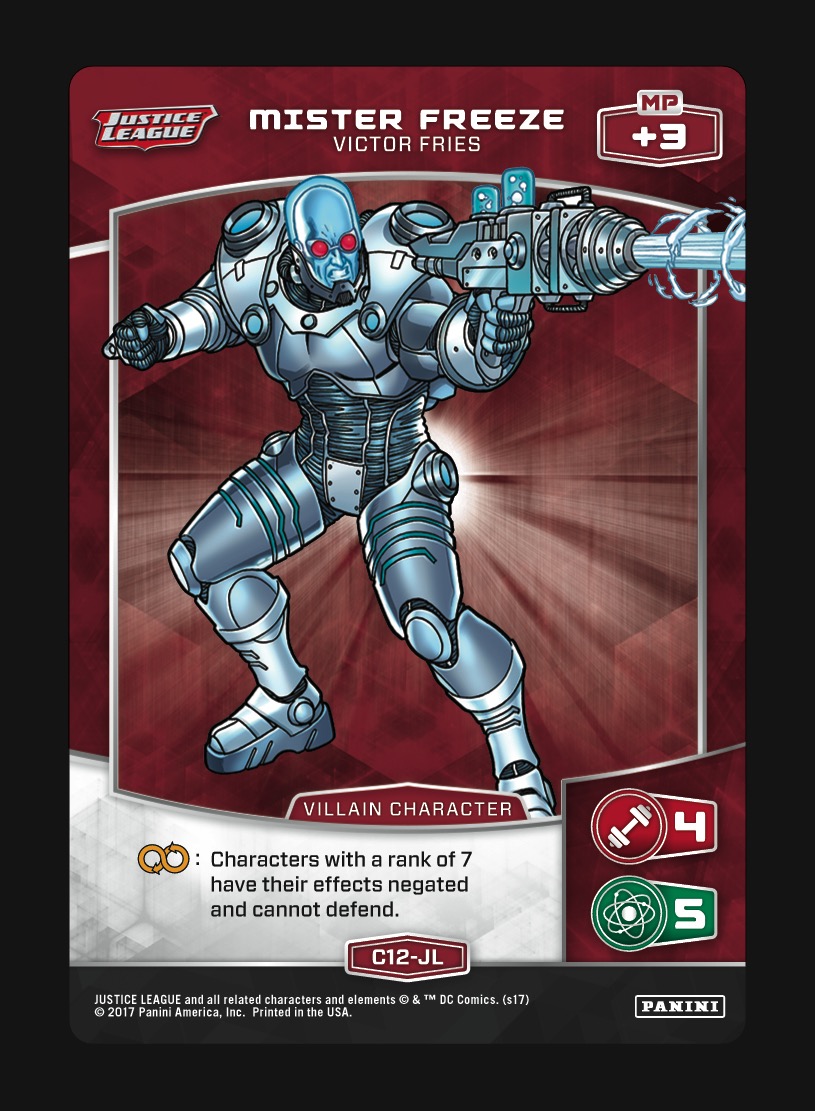 JUSTICE
LEAGUE
MISTER FREEZE
VICTOR FRIES
MP
+3
VILLAIN CHARACTER
: Characters with a rank of 7
have their effects negated
and cannot defend.
4
5
C12-JL
JUSTICE LEAGUE and all related characters and elements © & ™ DC Comics. (s17)
© 2017 Panini America, Inc. Printed in the USA.
PANINI